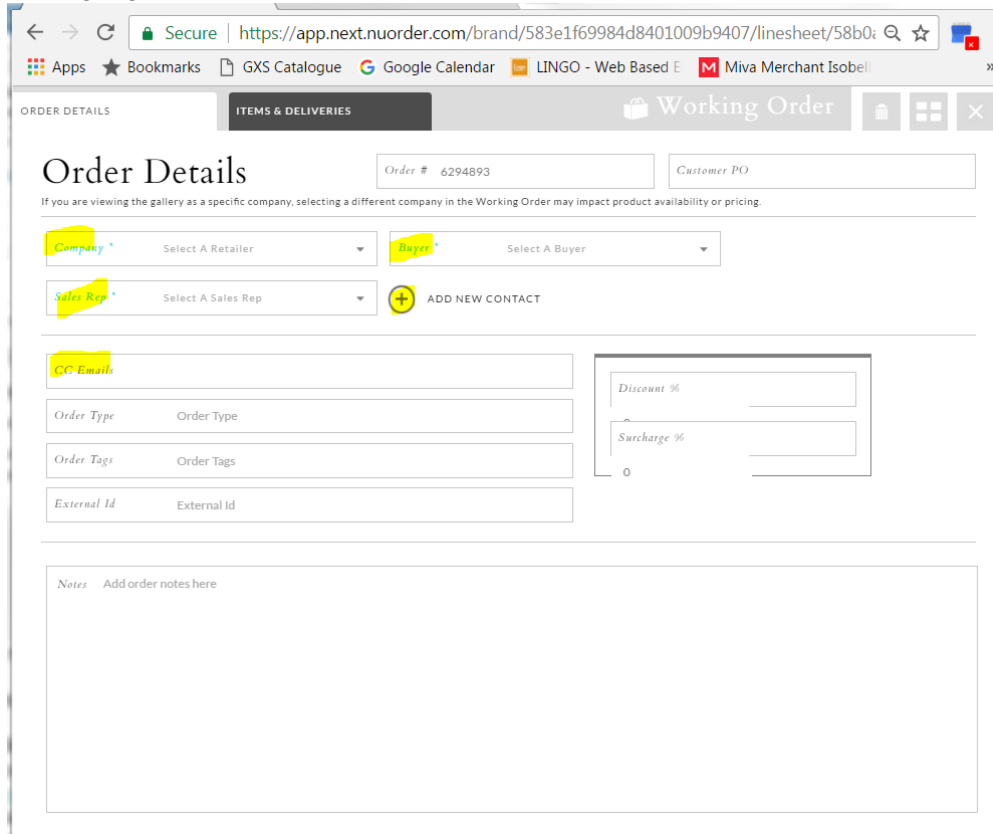 Secure | https://app.next.nuorder.com/brand/583e1f69984d8401009b9407/linesheet/58b0
Apps Bookmarks GXS Catalogue Google Calendar LINGO - Web Based E Miva Merchant Isobell »
ORDER DETAILS ITEMS & DELIVERIES Working Order
Order Details Order # 6294893 Customer PO
If you are viewing the gallery as a specific company, selecting a different company in the Working Order may impact product availability or pricing.
Company * Select A Retailer Buyer * Select A Buyer
Sales Rep * Select A Sales Rep + ADD NEW CONTACT
CC Emails
Discount %
Order Type Order Type
Surcharge %
Order Tags Order Tags
0
External Id External Id
Notes Add order notes here